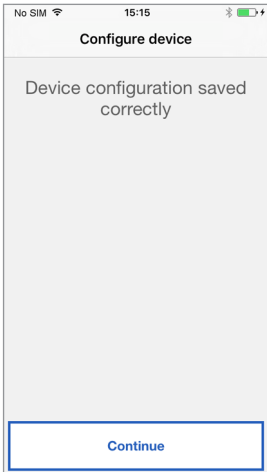 No SIM 15:15
Configure device
Device configuration saved
correctly
Continue